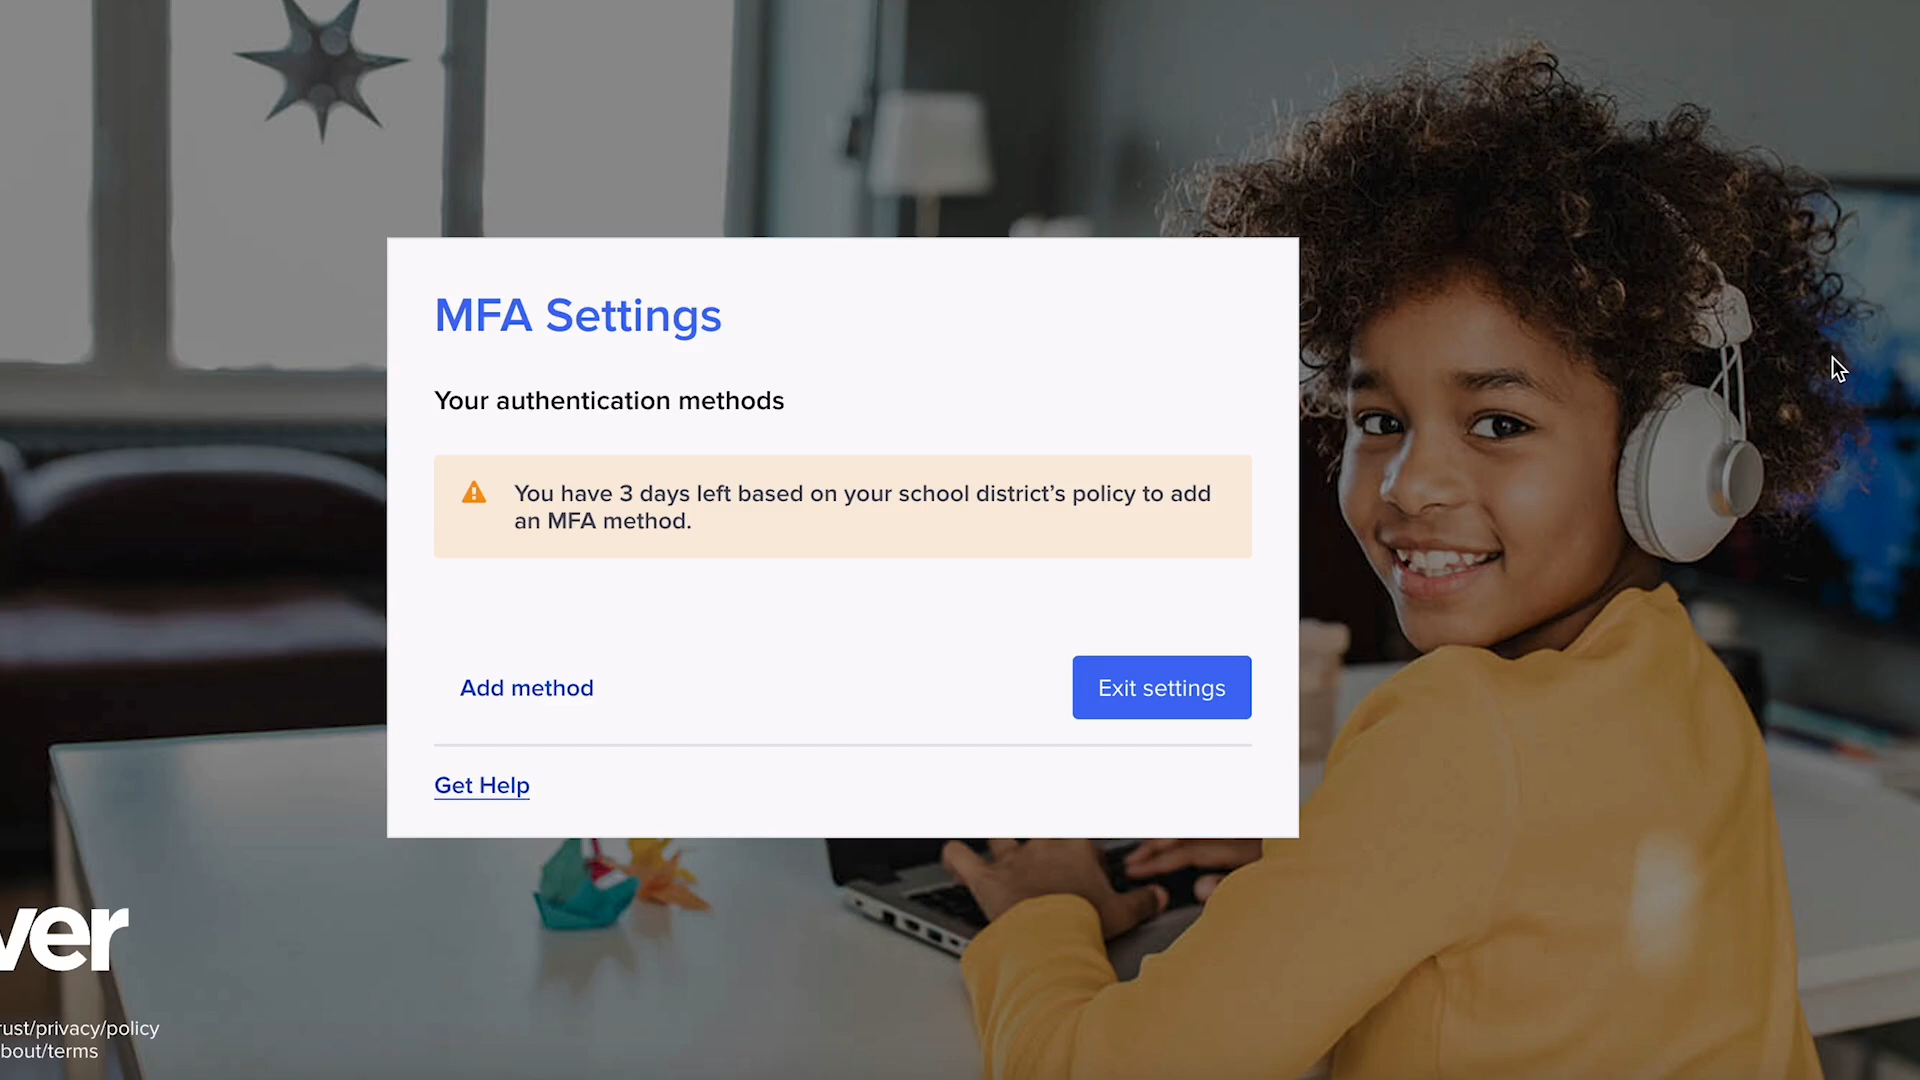 MFA Settings
Your authentication methods
You have 3 days left based on your school district’s policy to add
an MFA method.
Add method
Exit settings
Get Help
ver
rust/privacy/policy
bout/terms